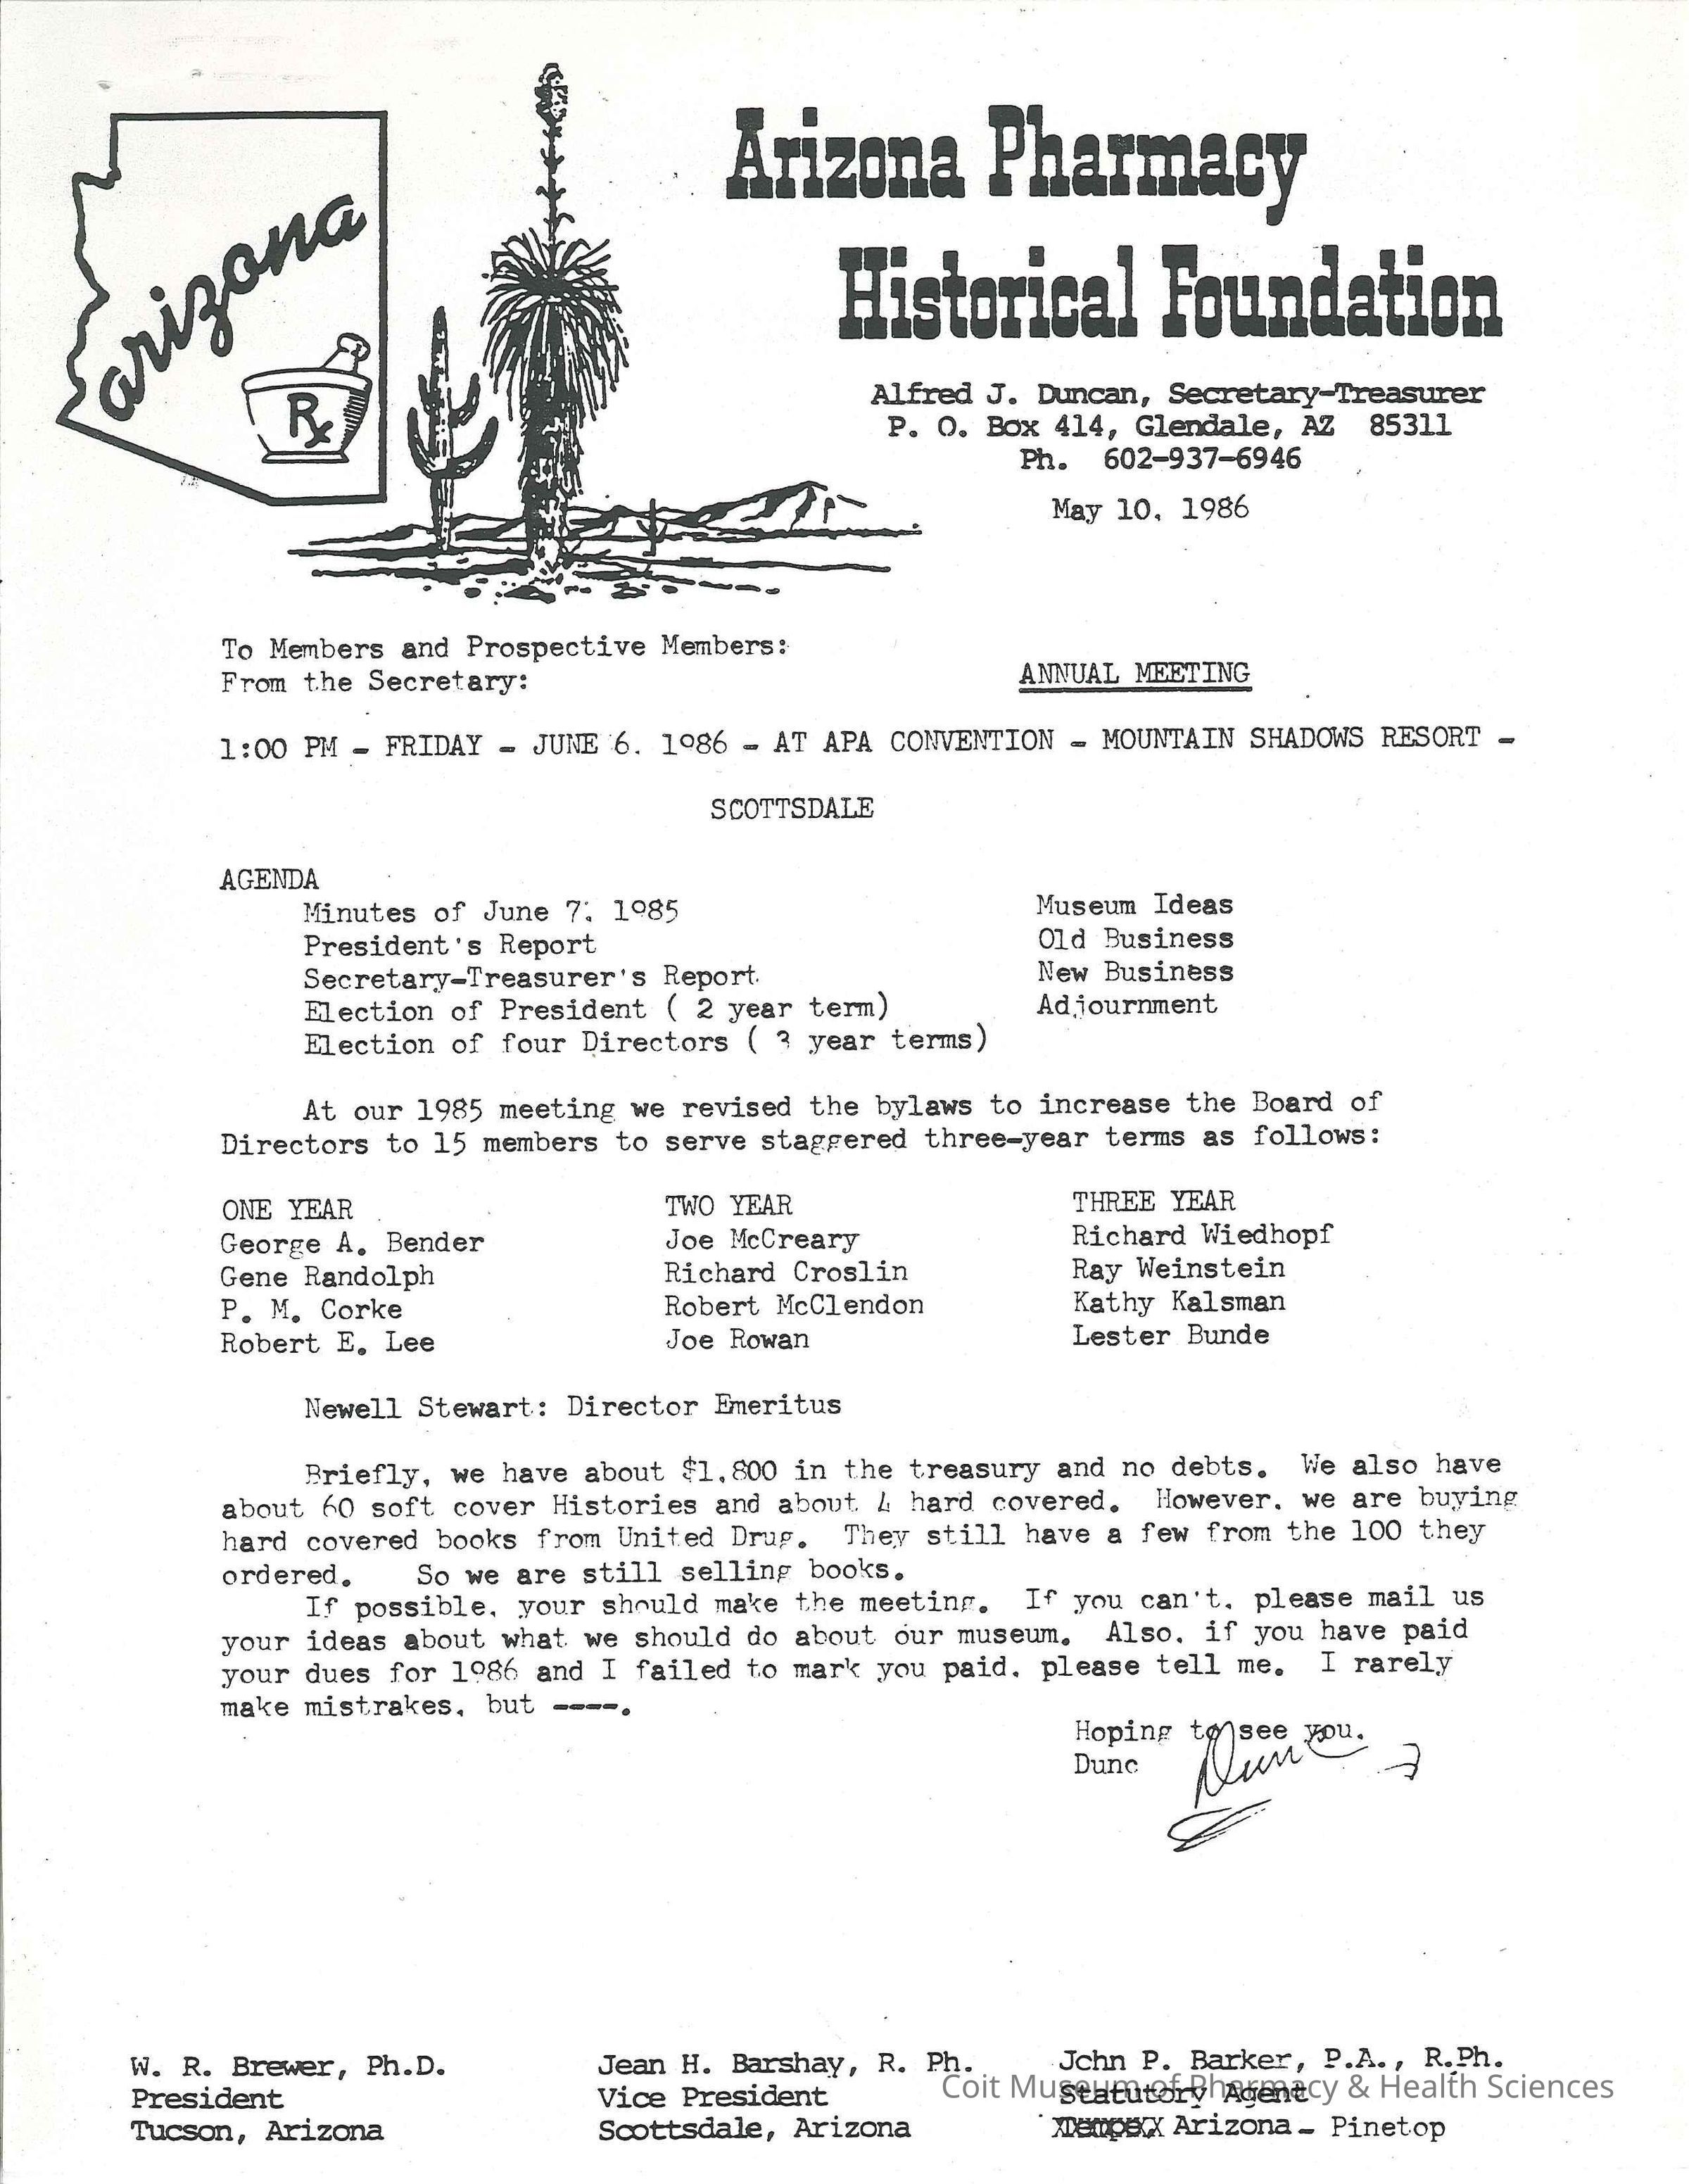 arizona
Rx
Arizona Pharmacy
Historical Foundation
Alfred J. Duncan, Secretary-Treasurer
P. O. Box 414, Glendale, AZ 85311
Ph. 602-937-6946
May 10, 1986
To Members and Prospective Members:
From the Secretary:
ANNUAL MEETING
1:00 PM - FRIDAY - JUNE 6, 1986 - AT APA CONVENTION - MOUNTAIN SHADOWS RESORT -
SCOTTSDALE
AGENDA
Minutes of June 7, 1985
President's Report
Secretary-Treasurer's Report
Election of President ( 2 year term)
Election of four Directors ( 3 year terms)
Museum Ideas
Old Business
New Business
Adjournment
At our 1985 meeting we revised the bylaws to increase the Board of
Directors to 15 members to serve staggered three-year terms as follows:
ONE YEAR
George A. Bender
Gene Randolph
P. M. Corke
Robert E. Lee
TWO YEAR
Joe McCreary
Richard Croslin
Robert McClendon
Joe Rowan
THREE YEAR
Richard Wiedhopf
Ray Weinstein
Kathy Kalsman
Lester Bunde
Newell Stewart: Director Emeritus
Briefly, we have about $1,800 in the treasury and no debts. We also have
about 60 soft cover Histories and about 4 hard covered. However, we are buying
hard covered books from United Drug. They still have a few from the 100 they
ordered. So we are still selling books.
If possible, your should make the meeting. If you can't, please mail us
your ideas about what we should do about our museum. Also, if you have paid
your dues for 1986 and I failed to mark you paid, please tell me. I rarely
make mistrakes, but ----.
Hoping to see you,
Dunc
Dunc
W. R. Brewer, Ph.D.
President
Tucson, Arizona
Jean H. Barshay, R. Ph.
Vice President
Scottsdale, Arizona
John P. Barker, P.A., R.Ph.
Statutory Agent
Tempe, Arizona - Pinetop
Coit Museum of Pharmacy & Health Sciences